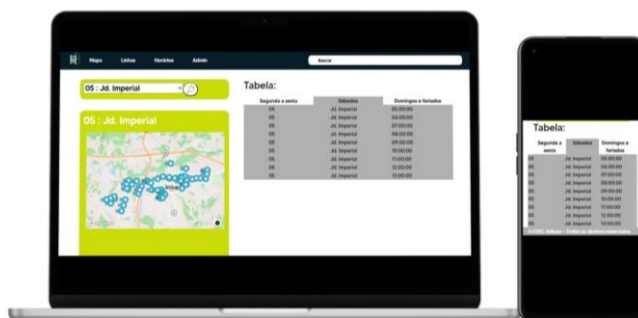 Mapa Linhas Horários Admin
Buscar
05 : Jd. Imperial
05 : Jd. Imperial
Tabela:
Segunda a sexta Sábados Domingos e feriados
05 Jd. Imperial 05:00:00
05 Jd. Imperial 06:00:00
05 Jd. Imperial 07:00:00
05 Jd. Imperial 08:00:00
05 Jd. Imperial 09:00:00
05 Jd. Imperial 10:00:00
05 Jd. Imperial 11:00:00
05 Jd. Imperial 12:00:00
05 Jd. Imperial 13:00:00
Tabela:
Segunda a
sexta
Sábados
Domingos e
feriados
05 Jd. Imperial 05:00:00
05 Jd. Imperial 06:00:00
05 Jd. Imperial 07:00:00
05 Jd. Imperial 08:00:00
05 Jd. Imperial 09:00:00
05 Jd. Imperial 10:00:00
05 Jd. Imperial 11:00:00
05 Jd. Imperial 12:00:00
05 Jd. Imperial 13:00:00
Todos os direitos reservados